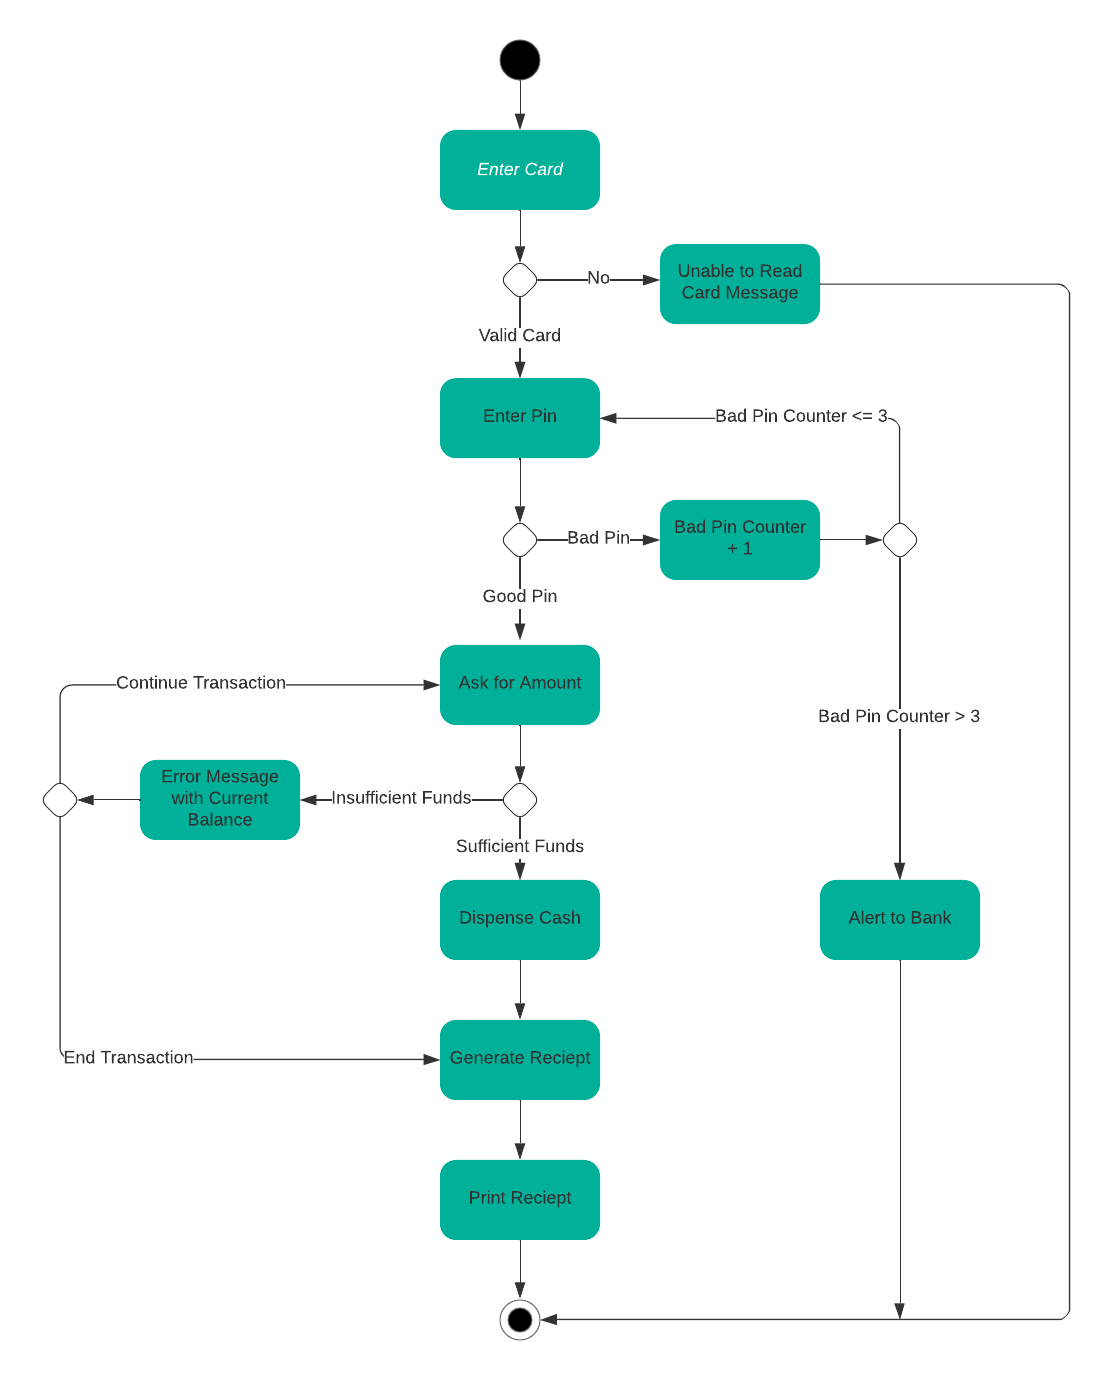 Enter Card
No
Unable to Read
Card Message
Valid Card
Enter Pin
Bad Pin Counter <= 3
Bad Pin
Bad Pin Counter
+ 1
Good Pin
Continue Transaction
Ask for Amount
Bad Pin Counter > 3
Error Message
with Current
Balance
Insufficient Funds
Sufficient Funds
Dispense Cash
Alert to Bank
End Transaction
Generate Reciept
Print Reciept